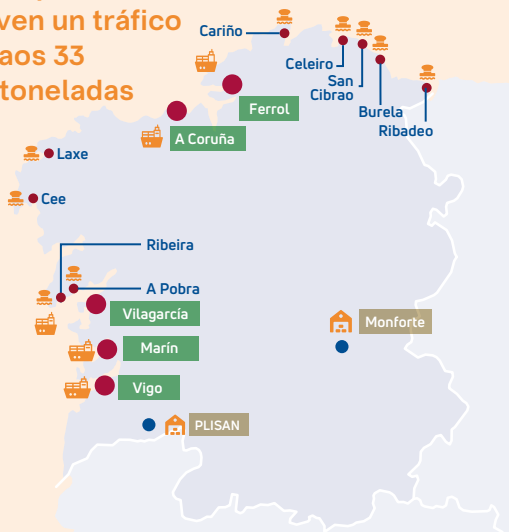 ven un tráfico
aos 33
toneladas
Cariño
Celeiro
San
Cibrao
Burela
Ribadeo
Ferrol
A Coruña
Laxe
Cee
Ribeira
A Pobra
Vilagarcía
Monforte
Marín
Vigo
PLISAN